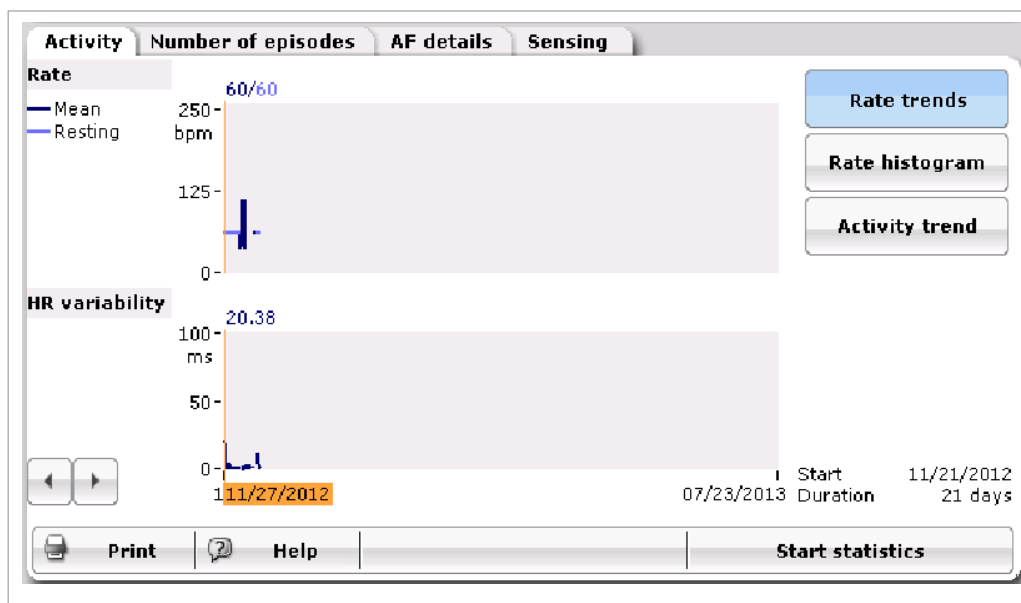 Activity Number of episodes AF details Sensing
Rate
Mean
Resting
60/60
250
bpm
125
0
Rate trends
Rate histogram
Activity trend
HR variability
20.38
100
ms
50
0
1 11/27/2012
07/23/2013
Start 11/21/2012
Duration 21 days
Print Help Start statistics